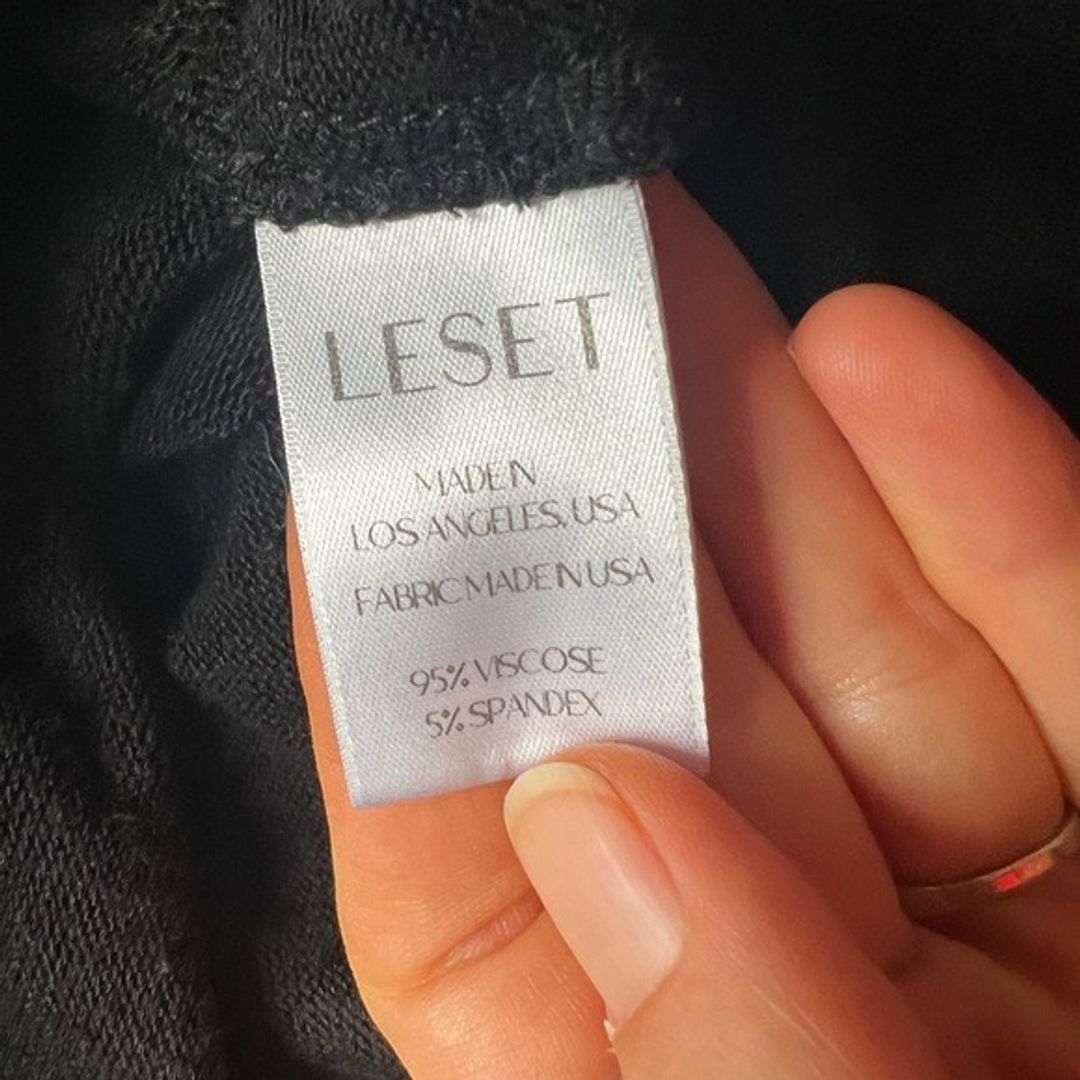 LESET
MADE IN
LOS ANGELES, USA
FABRIC MADE IN USA
95% VISCOSE
5% SPANDEX